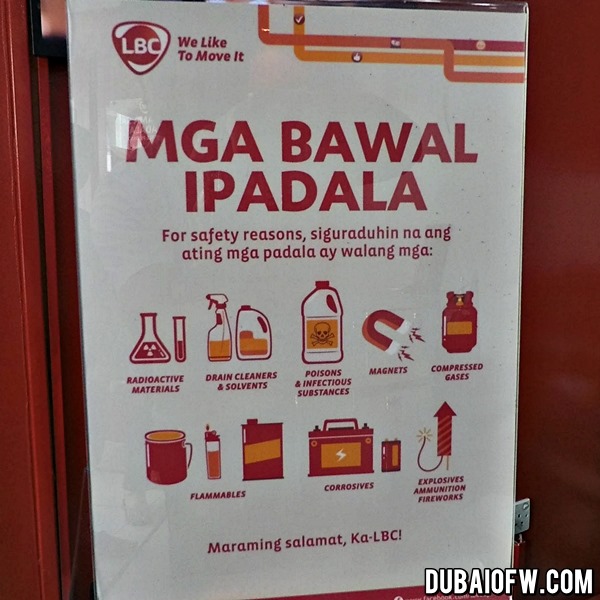 LBC
We Like
To Move It
MGA BAWAL
IPADALA
For safety reasons, siguraduhin na ang
ating mga padala ay walang mga:
RADIOACTIVE
MATERIALS
DRAIN CLEANERS
& SOLVENTS
POISONS
& INFECTIOUS
SUBSTANCES
MAGNETS
COMPRESSED
GASES
FLAMMABLES
CORROSIVES
EXPLOSIVES
AMMUNITION
FIREWORKS
Maraming salamat, Ka-LBC!
DUBAIOFW.COM